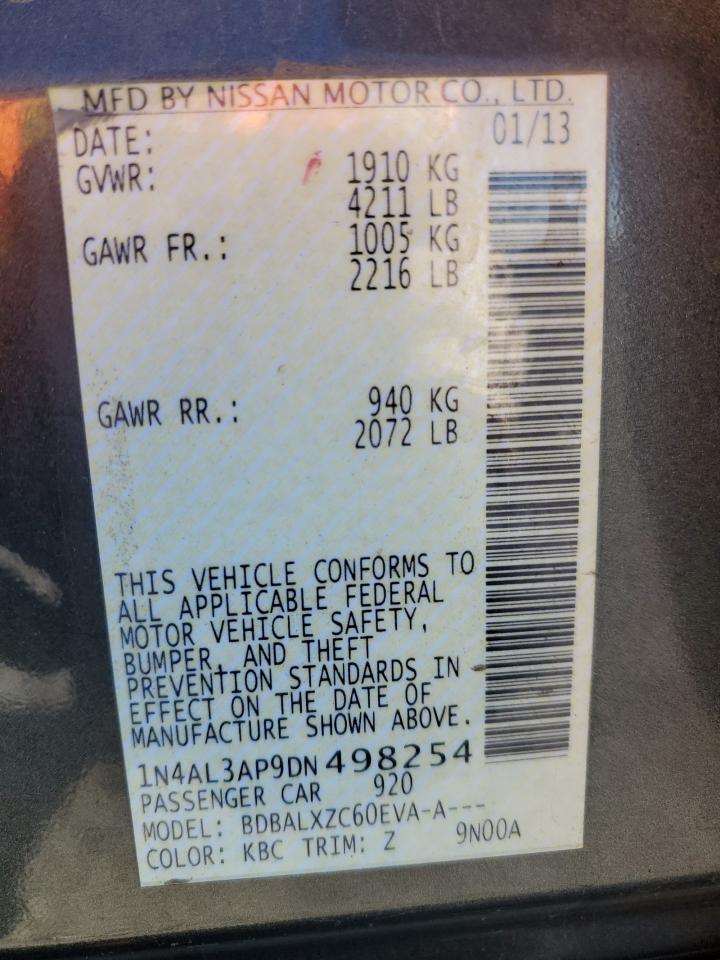 MFD BY NISSAN MOTOR CO., LTD.
DATE: 01/13
GVWR: 1910 KG
4211 LB
GAWR FR.: 1005 KG
2216 LB
GAWR RR.: 940 KG
2072 LB
THIS VEHICLE CONFORMS TO
ALL APPLICABLE FEDERAL
MOTOR VEHICLE SAFETY,
BUMPER, AND THEFT
PREVENTION STANDARDS IN
EFFECT ON THE DATE OF
MANUFACTURE SHOWN ABOVE.
1N4AL3AP9DN498254
PASSENGER CAR 920
MODEL: BDBALXZC60EVA-A---
COLOR: KBC TRIM: Z 9N00A